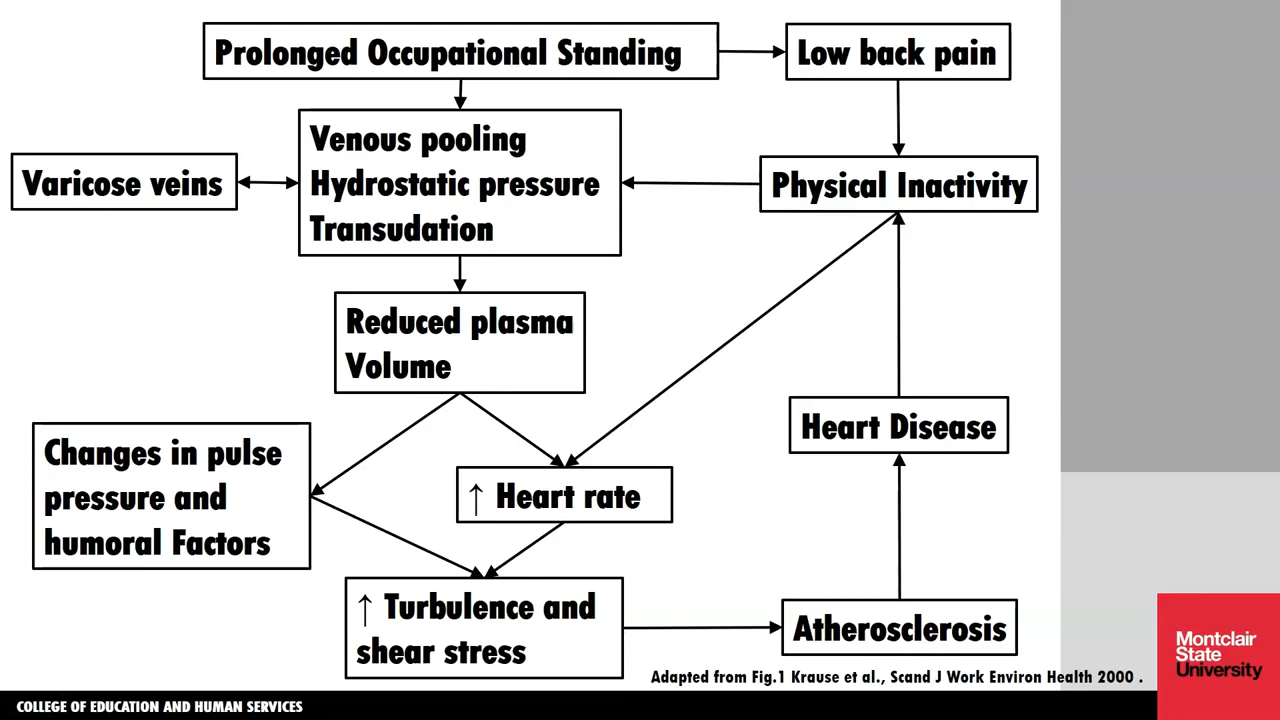 Prolonged Occupational Standing
Low back pain
Venous pooling
Hydrostatic pressure
Transudation
Varicose veins
Physical Inactivity
Reduced plasma
Volume
Changes in pulse
pressure and
humoral Factors
↑ Heart rate
Heart Disease
↑ Turbulence and
shear stress
Atherosclerosis
Adapted from Fig.1 Krause et al., Scand J Work Environ Health 2000 .
Montclair
State
University
COLLEGE OF EDUCATION AND HUMAN SERVICES